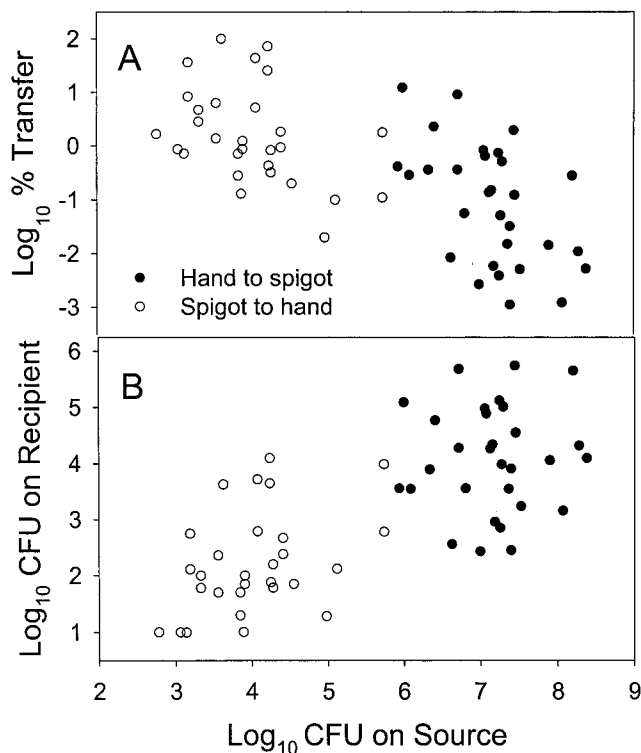 A
Log10 % Transfer
2
1
0
-1
-2
-3
Hand to spigot
Spigot to hand
B
Log10 CFU on Recipient
6
5
4
3
2
1
2 3 4 5 6 7 8 9
Log10 CFU on Source